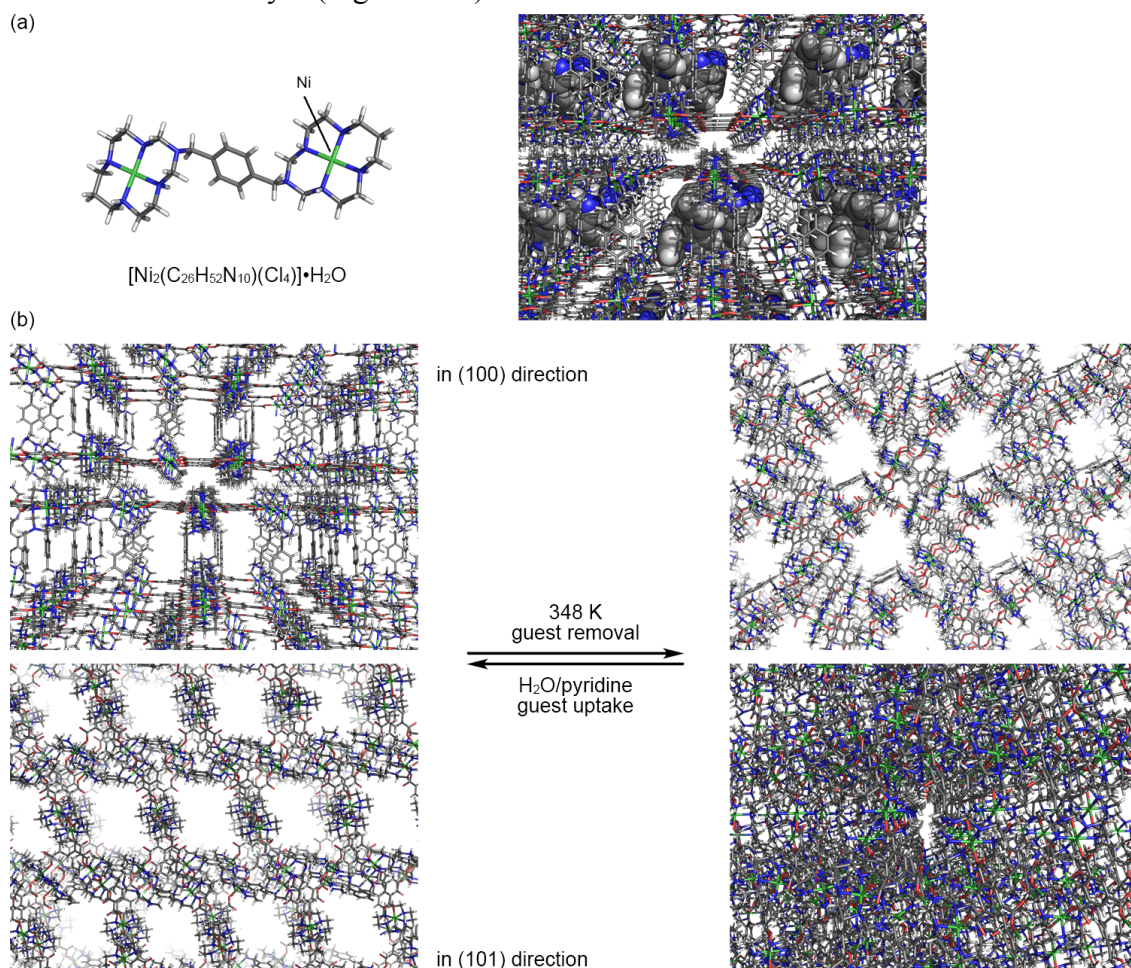 (a)
Ni
[Ni₂(C₂₆H₅₂N₁₀)(Cl₄)]•H₂O
(b)
in (100) direction
348 K
guest removal
H₂O/pyridine
guest uptake
in (101) direction